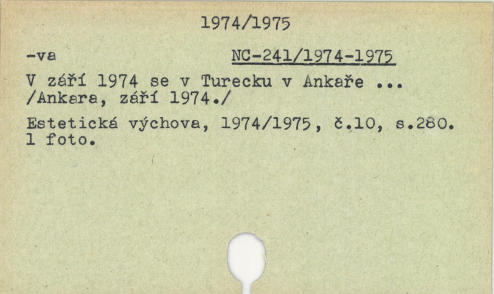 1974/1975
-va NC-241/1974-1975
V září 1974 se v Turecku v Ankaře ...
/Ankara, září 1974./
Estetická výchova, 1974/1975, č.10, s.280.
1 foto.